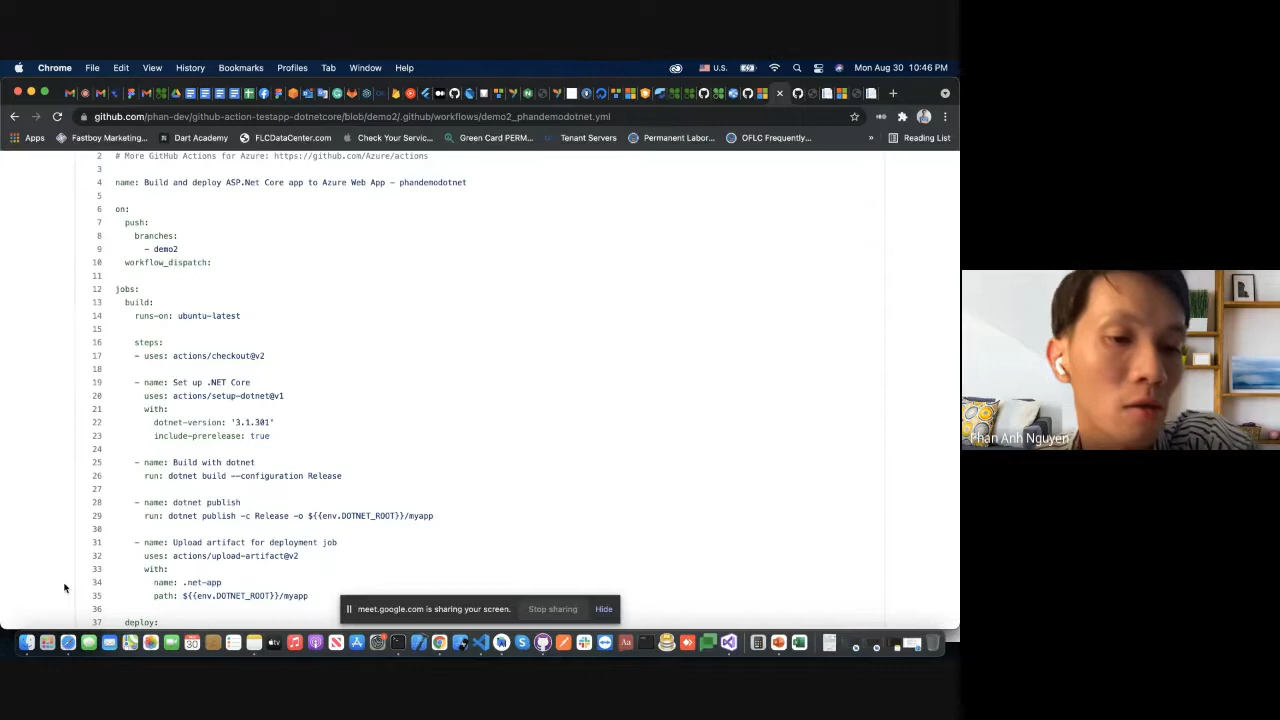 Chrome File Edit View History Bookmarks Profiles Tab Window Help U.S. Mon Aug 30 10:46 PM
github.com/phan-dev/github-action-testapp-dotnetcore/blob/demo2/.github/workflows/demo2_phandemodotnet.yml
Apps Fastboy Marketing... Dart Academy FLCDataCenter.com Check Your Servic... Green Card PERM... Tenant Servers Permanent Labor... OFLC Frequently... » Reading List
2 # More GitHub Actions for Azure: https://github.com/Azure/actions
3
4 name: Build and deploy ASP.Net Core app to Azure Web App - phandemodotnet
5
6 on:
7 push:
8 branches:
9 - demo2
10 workflow_dispatch:
11
12 jobs:
13 build:
14 runs-on: ubuntu-latest
15
16 steps:
17 - uses: actions/checkout@v2
18
19 - name: Set up .NET Core
20 uses: actions/setup-dotnet@v1
21 with:
22 dotnet-version: '3.1.301'
23 include-prerelease: true
24
25 - name: Build with dotnet
26 run: dotnet build --configuration Release
27
28 - name: dotnet publish
29 run: dotnet publish -c Release -o ${{env.DOTNET_ROOT}}/myapp
30
31 - name: Upload artifact for deployment job
32 uses: actions/upload-artifact@v2
33 with:
34 name: .net-app
35 path: ${{env.DOTNET_ROOT}}/myapp
36
37 deploy:
meet.google.com is sharing your screen. Stop sharing Hide
Phan Anh Nguyen